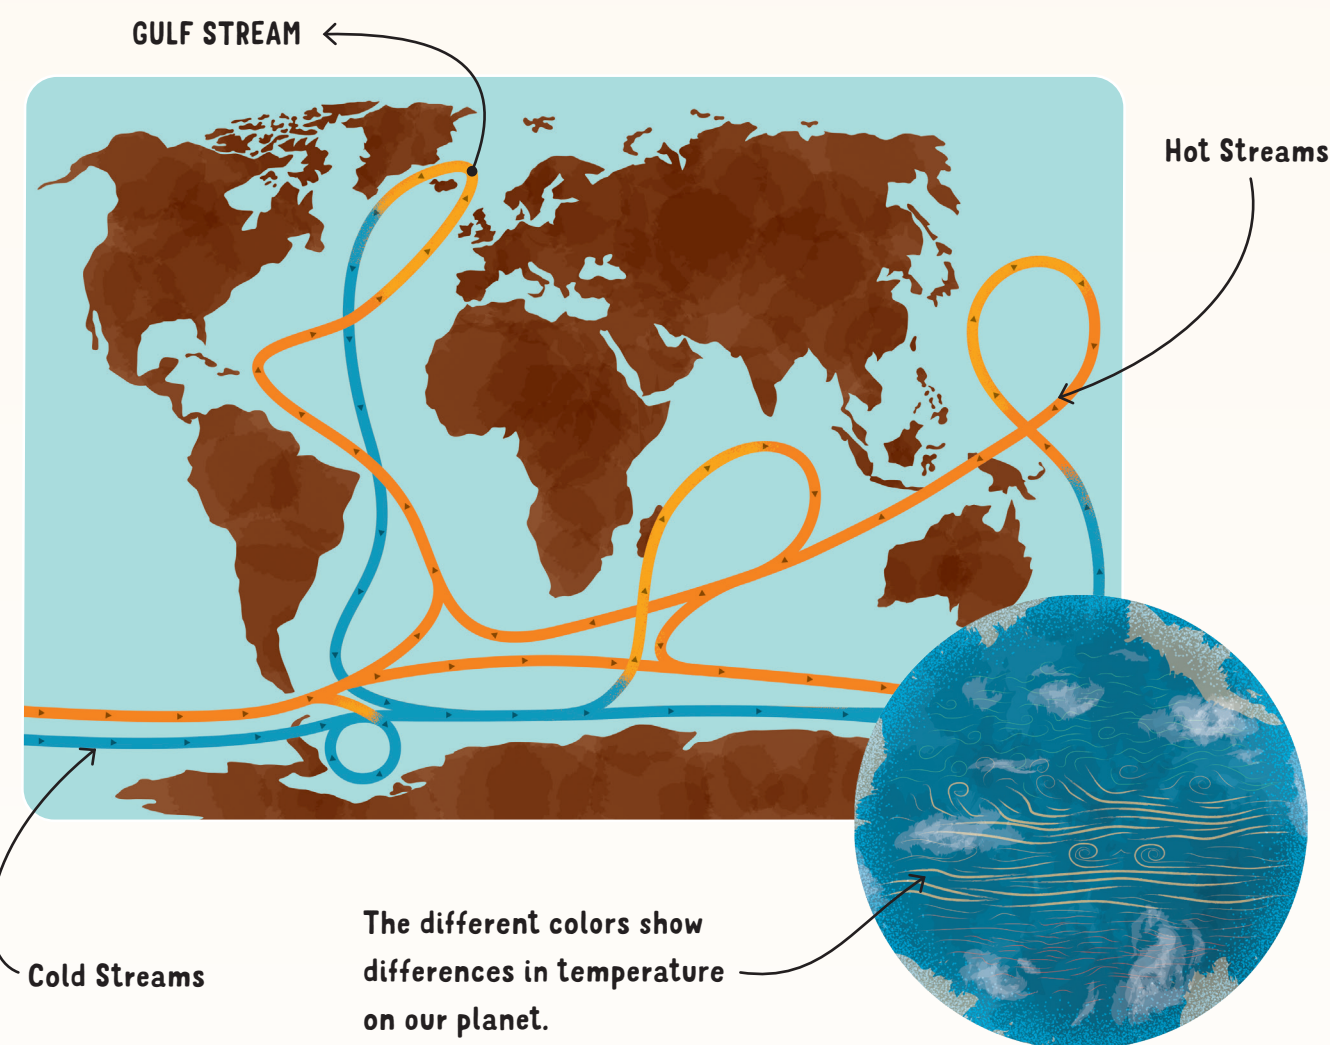 GULF STREAM
Hot Streams
Cold Streams
The different colors show
differences in temperature
on our planet.